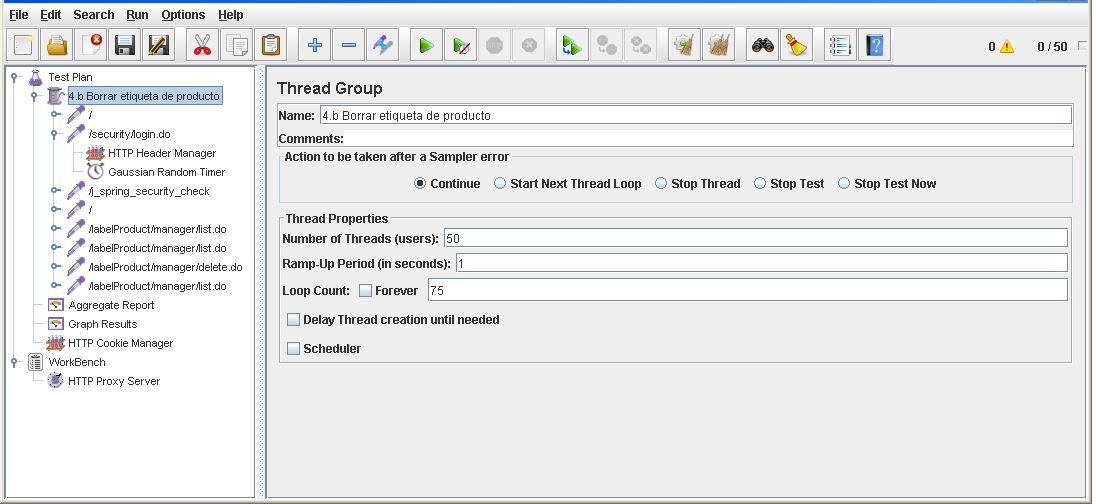 File Edit Search Run Options Help
0 0 / 50
Test Plan
4.b Borrar etiqueta de producto
/
/security/login.do
HTTP Header Manager
Gaussian Random Timer
/j_spring_security_check
/
/labelProduct/manager/list.do
/labelProduct/manager/list.do
/labelProduct/manager/delete.do
/labelProduct/manager/list.do
Aggregate Report
Graph Results
HTTP Cookie Manager
WorkBench
HTTP Proxy Server
Thread Group
Name: 4.b Borrar etiqueta de producto
Comments:
Action to be taken after a Sampler error
Continue Start Next Thread Loop Stop Thread Stop Test Stop Test Now
Thread Properties
Number of Threads (users): 50
Ramp-Up Period (in seconds): 1
Loop Count: Forever 75
Delay Thread creation until needed
Scheduler